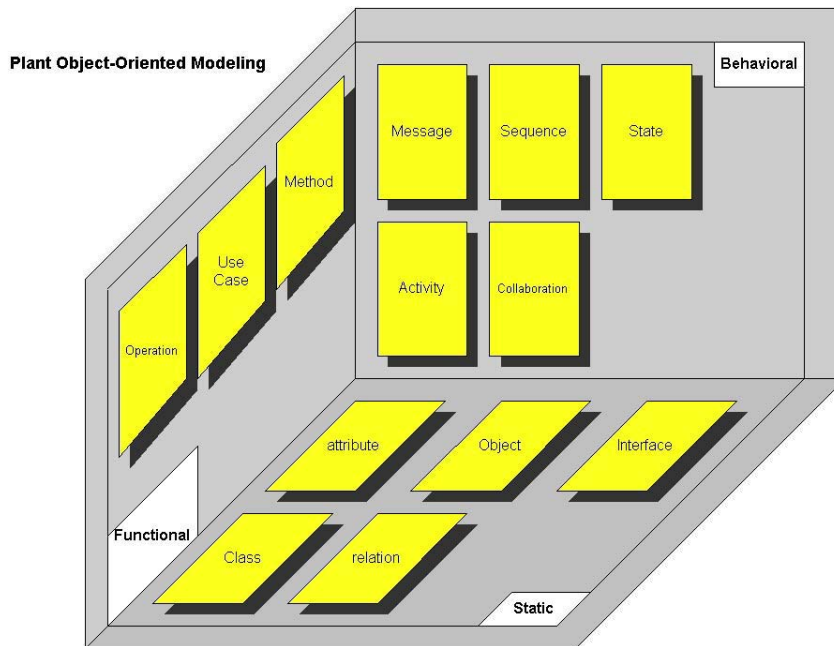 Plant Object-Oriented Modeling
Behavioral
Message
Sequence
State
Method
Use
Case
Operation
Activity
Collaboration
attribute
Object
Interface
Functional
Class
relation
Static